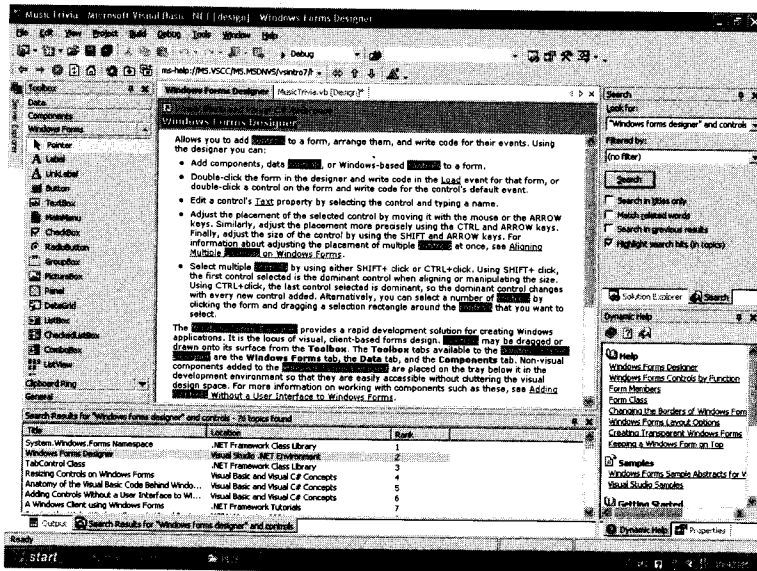 MusicTrivia - Microsoft Visual Basic .NET [design] - Windows Forms Designer
File Edit View Project Build Debug Tools Window Help
Debug
ms-help://MS.VSCC/MS.MSDNVS/vsintro7/h
Server Explorer
Toolbox
Data
Components
Windows Forms
Pointer
Label
LinkLabel
Button
TextBox
MainMenu
CheckBox
RadioButton
GroupBox
PictureBox
Panel
DataGrid
ListBox
CheckedListBox
ComboBox
ListView
Clipboard Ring
General
Windows Forms Designer
MusicTrivia.vb [Design]*
Windows Forms Designer
Allows you to add to a form, arrange them, and write code for their events. Using
the designer you can:
• Add components, data , or Windows-based to a form.
• Double-click the form in the designer and write code in the Load event for that form, or
double-click a control on the form and write code for the control's default event.
• Edit a control's Text property by selecting the control and typing a name.
• Adjust the placement of the selected control by moving it with the mouse or the ARROW
keys. Similarly, adjust the placement more precisely using the CTRL and ARROW keys.
Finally, adjust the size of the control by using the SHIFT and ARROW keys. For
information about adjusting the placement of multiple at once, see Aligning
Multiple on Windows Forms.
• Select multiple by using either SHIFT+ click or CTRL+click. Using SHIFT+ click,
the first control selected is the dominant control when aligning or manipulating the size.
Using CTRL+click, the last control selected is dominant, so the dominant control changes
with every new control added. Alternatively, you can select a number of by
clicking the form and dragging a selection rectangle around the that you want to
select.
The provides a rapid development solution for creating Windows
applications. It is the locus of visual, client-based forms design. may be dragged or
drawn onto its surface from the Toolbox. The Toolbox tabs available to the
are the Windows Forms tab, the Data tab, and the Components tab. Non-visual
components added to the are placed on the tray below it in the
development environment so that they are easily accessible without cluttering the visual
design space. For more information on working with components such as these, see Adding
Without a User Interface to Windows Forms.
Search
Look for:
"Windows forms designer" and controls
Filtered by:
(no filter)
Search
Search in titles only
Match related words
Search in previous results
Highlight search hits (in topics)
Solution Explorer
Search
Dynamic Help
Help
Windows Forms Designer
Windows Forms Controls by Function
Form Members
Form Class
Changing the Borders of Windows Form
Windows Forms Layout Options
Creating Transparent Windows Forms
Keeping a Windows Form on Top
Samples
Windows Forms Sample Abstracts for V
Visual Studio Samples
Getting Started
Dynamic Help
Properties
Search Results for "Windows forms designer" and controls - 76 topics found
Title Location Rank
System.Windows.Forms Namespace .NET Framework Class Library 1
Windows Forms Designer Visual Studio .NET Environment 2
TabControl Class .NET Framework Class Library 3
Resizing Controls on Windows Forms Visual Basic and Visual C# Concepts 4
Anatomy of the Visual Basic Code Behind Windo... Visual Basic and Visual C# Concepts 5
Adding Controls Without a User Interface to Wi... Visual Basic and Visual C# Concepts 6
A Windows Client using Windows Forms .NET Framework Tutorials 7
Output
Search Results for "Windows forms designer" and controls
Ready
start